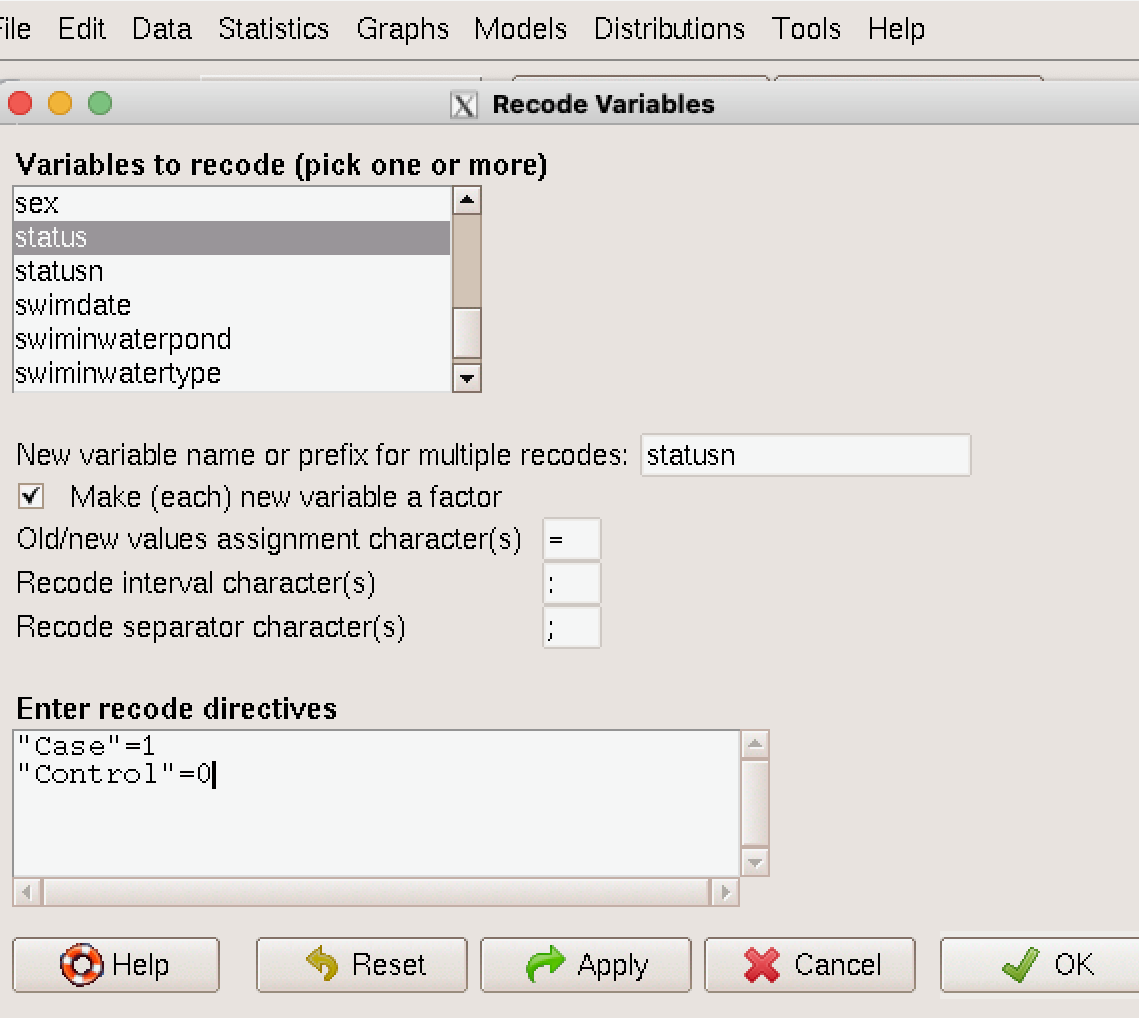 ile Edit Data Statistics Graphs Models Distributions Tools Help
Recode Variables
Variables to recode (pick one or more)
sex
status
statusn
swimdate
swiminwaterpond
swiminwatertype
New variable name or prefix for multiple recodes: statusn
Make (each) new variable a factor
Old/new values assignment character(s) =
Recode interval character(s) :
Recode separator character(s) ;
Enter recode directives
"Case"=1
"Control"=0
Help Reset Apply Cancel OK